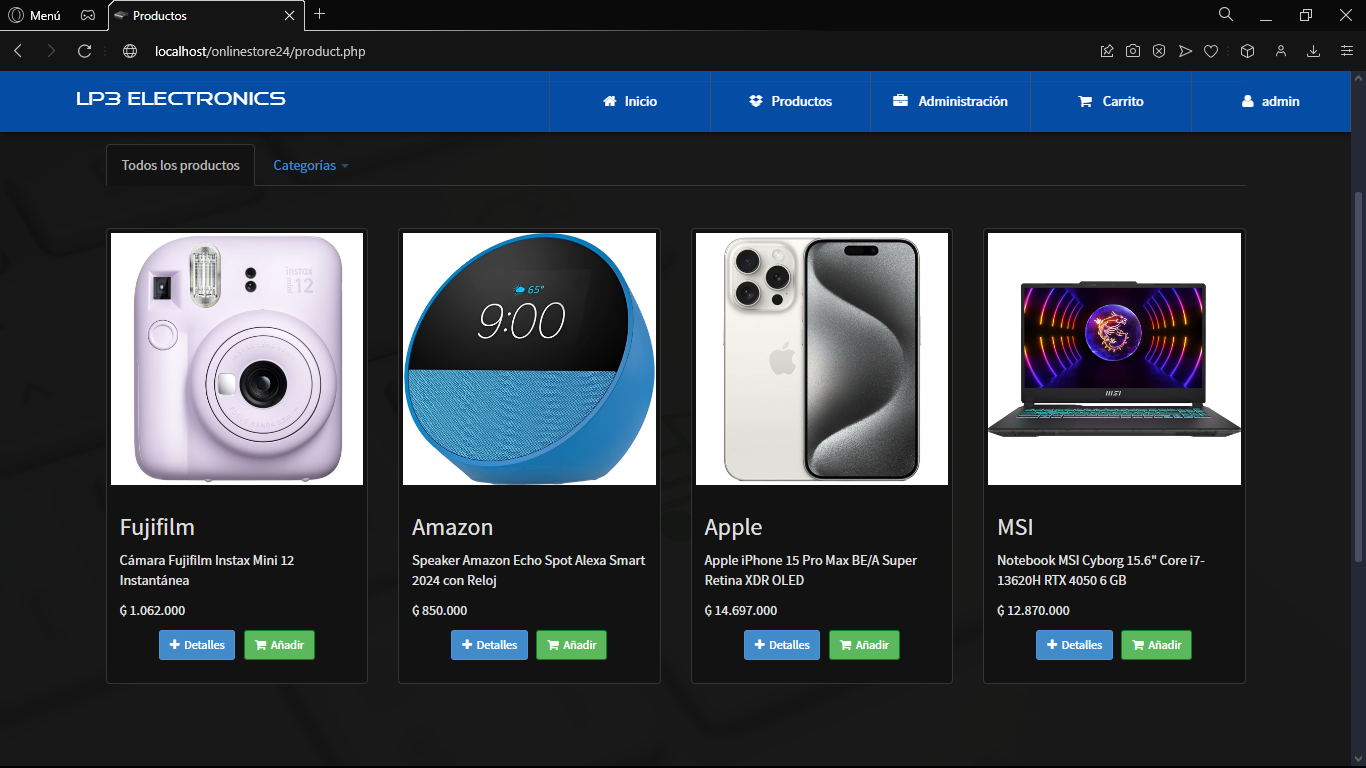 Menú
Productos
localhost/onlinestore24/product.php
LP3 ELECTRONICS
Inicio
Productos
Administración
Carrito
admin
Todos los productos
Categorías
instax
mini 12
65°
9:00
msi
Fujifilm
Cámara Fujifilm Instax Mini 12
Instantánea
₲ 1.062.000
Detalles
Añadir
Amazon
Speaker Amazon Echo Spot Alexa Smart
2024 con Reloj
₲ 850.000
Detalles
Añadir
Apple
Apple iPhone 15 Pro Max BE/A Super
Retina XDR OLED
₲ 14.697.000
Detalles
Añadir
MSI
Notebook MSI Cyborg 15.6" Core i7-
13620H RTX 4050 6 GB
₲ 12.870.000
Detalles
Añadir